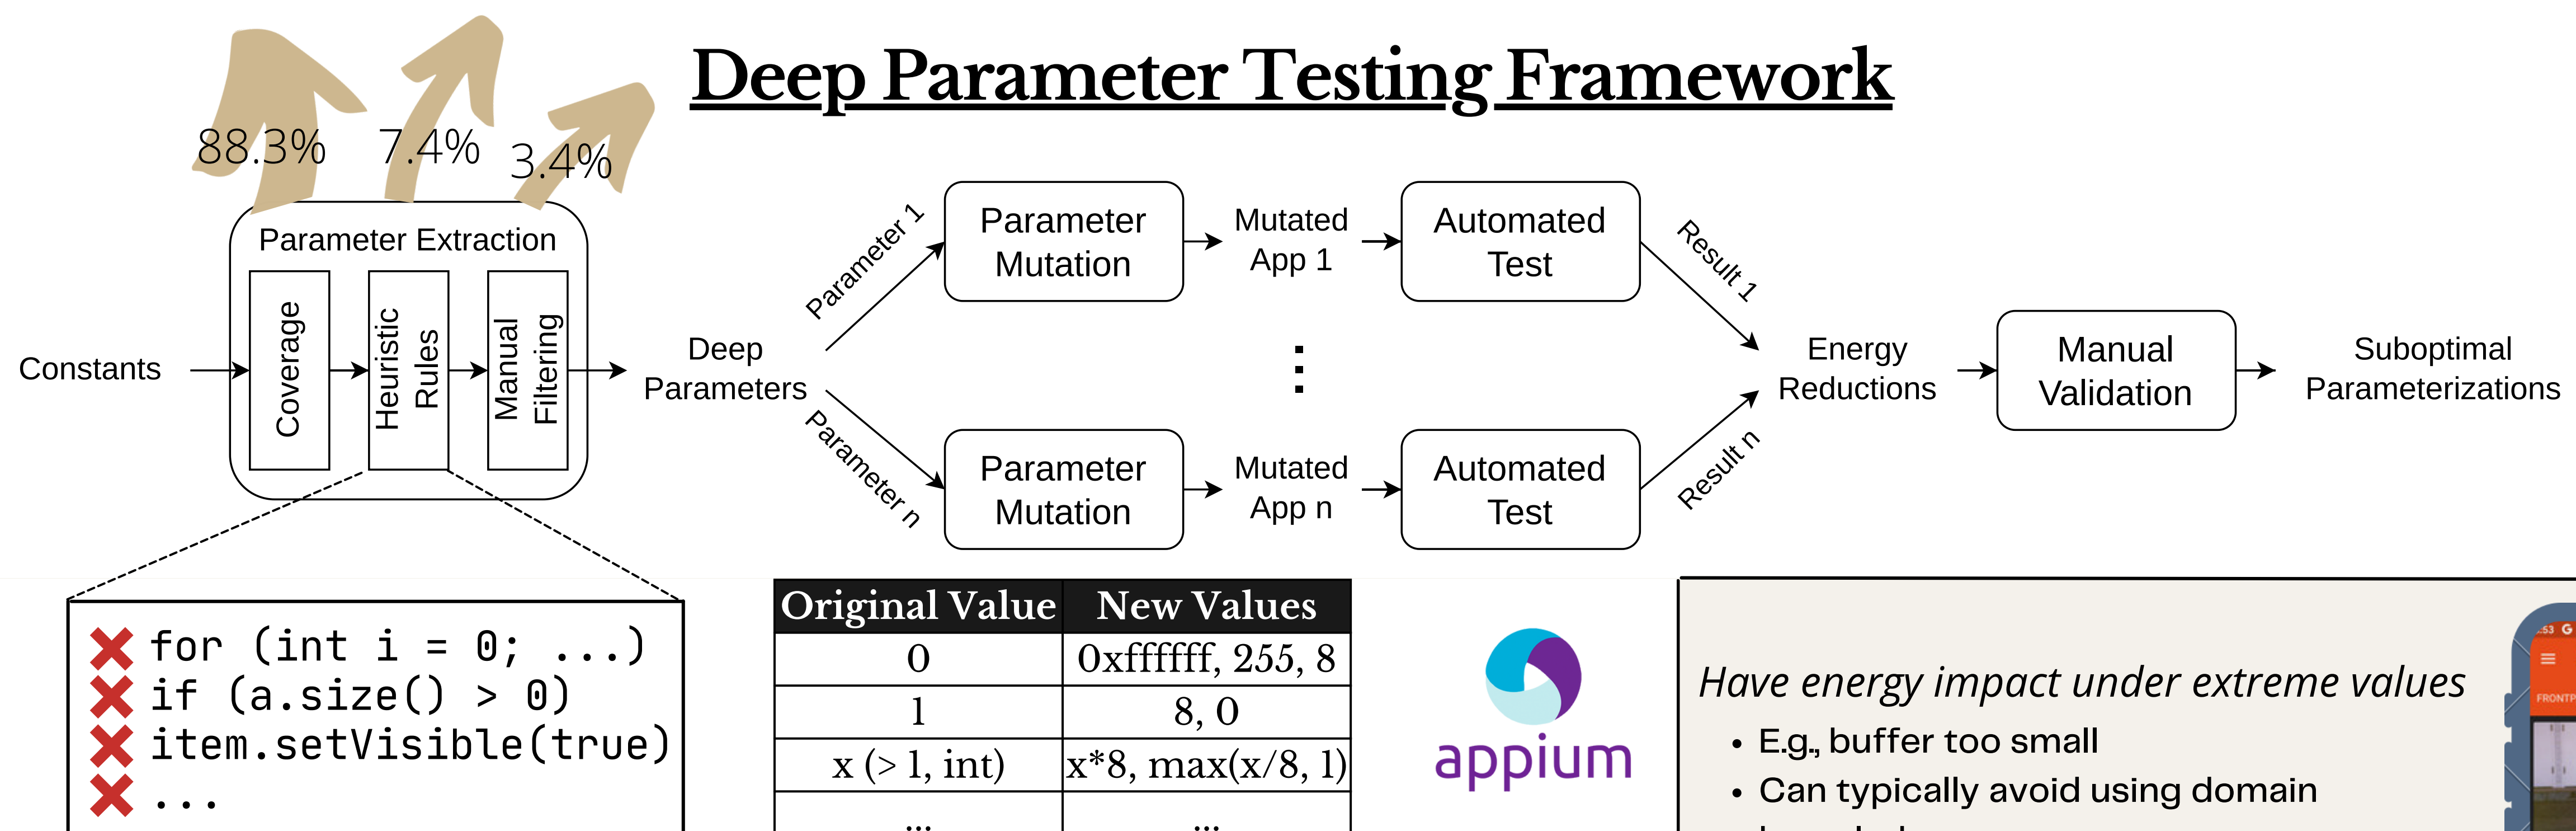 Deep Parameter Testing Framework
88.3%
7.4%
3.4%
Parameter Extraction
Constants
Coverage
Heuristic
Rules
Manual
Filtering
Deep
Parameters
Parameter 1
Parameter
Mutation
Mutated
App 1
Automated
Test
Result 1
Parameter n
Parameter
Mutation
Mutated
App n
Automated
Test
Result n
Energy
Reductions
Manual
Validation
Suboptimal
Parameterizations
for (int i = 0; ...)
if (a.size() > 0)
item.setVisible(true)
...
Original Value New Values
0 0xffffff, 255, 8
1 8, 0
x (> 1, int) x*8, max(x/8, 1)
... ...
appium
Have energy impact under extreme values
• E.g., buffer too small
• Can typically avoid using domain
:53 G
FRONTP